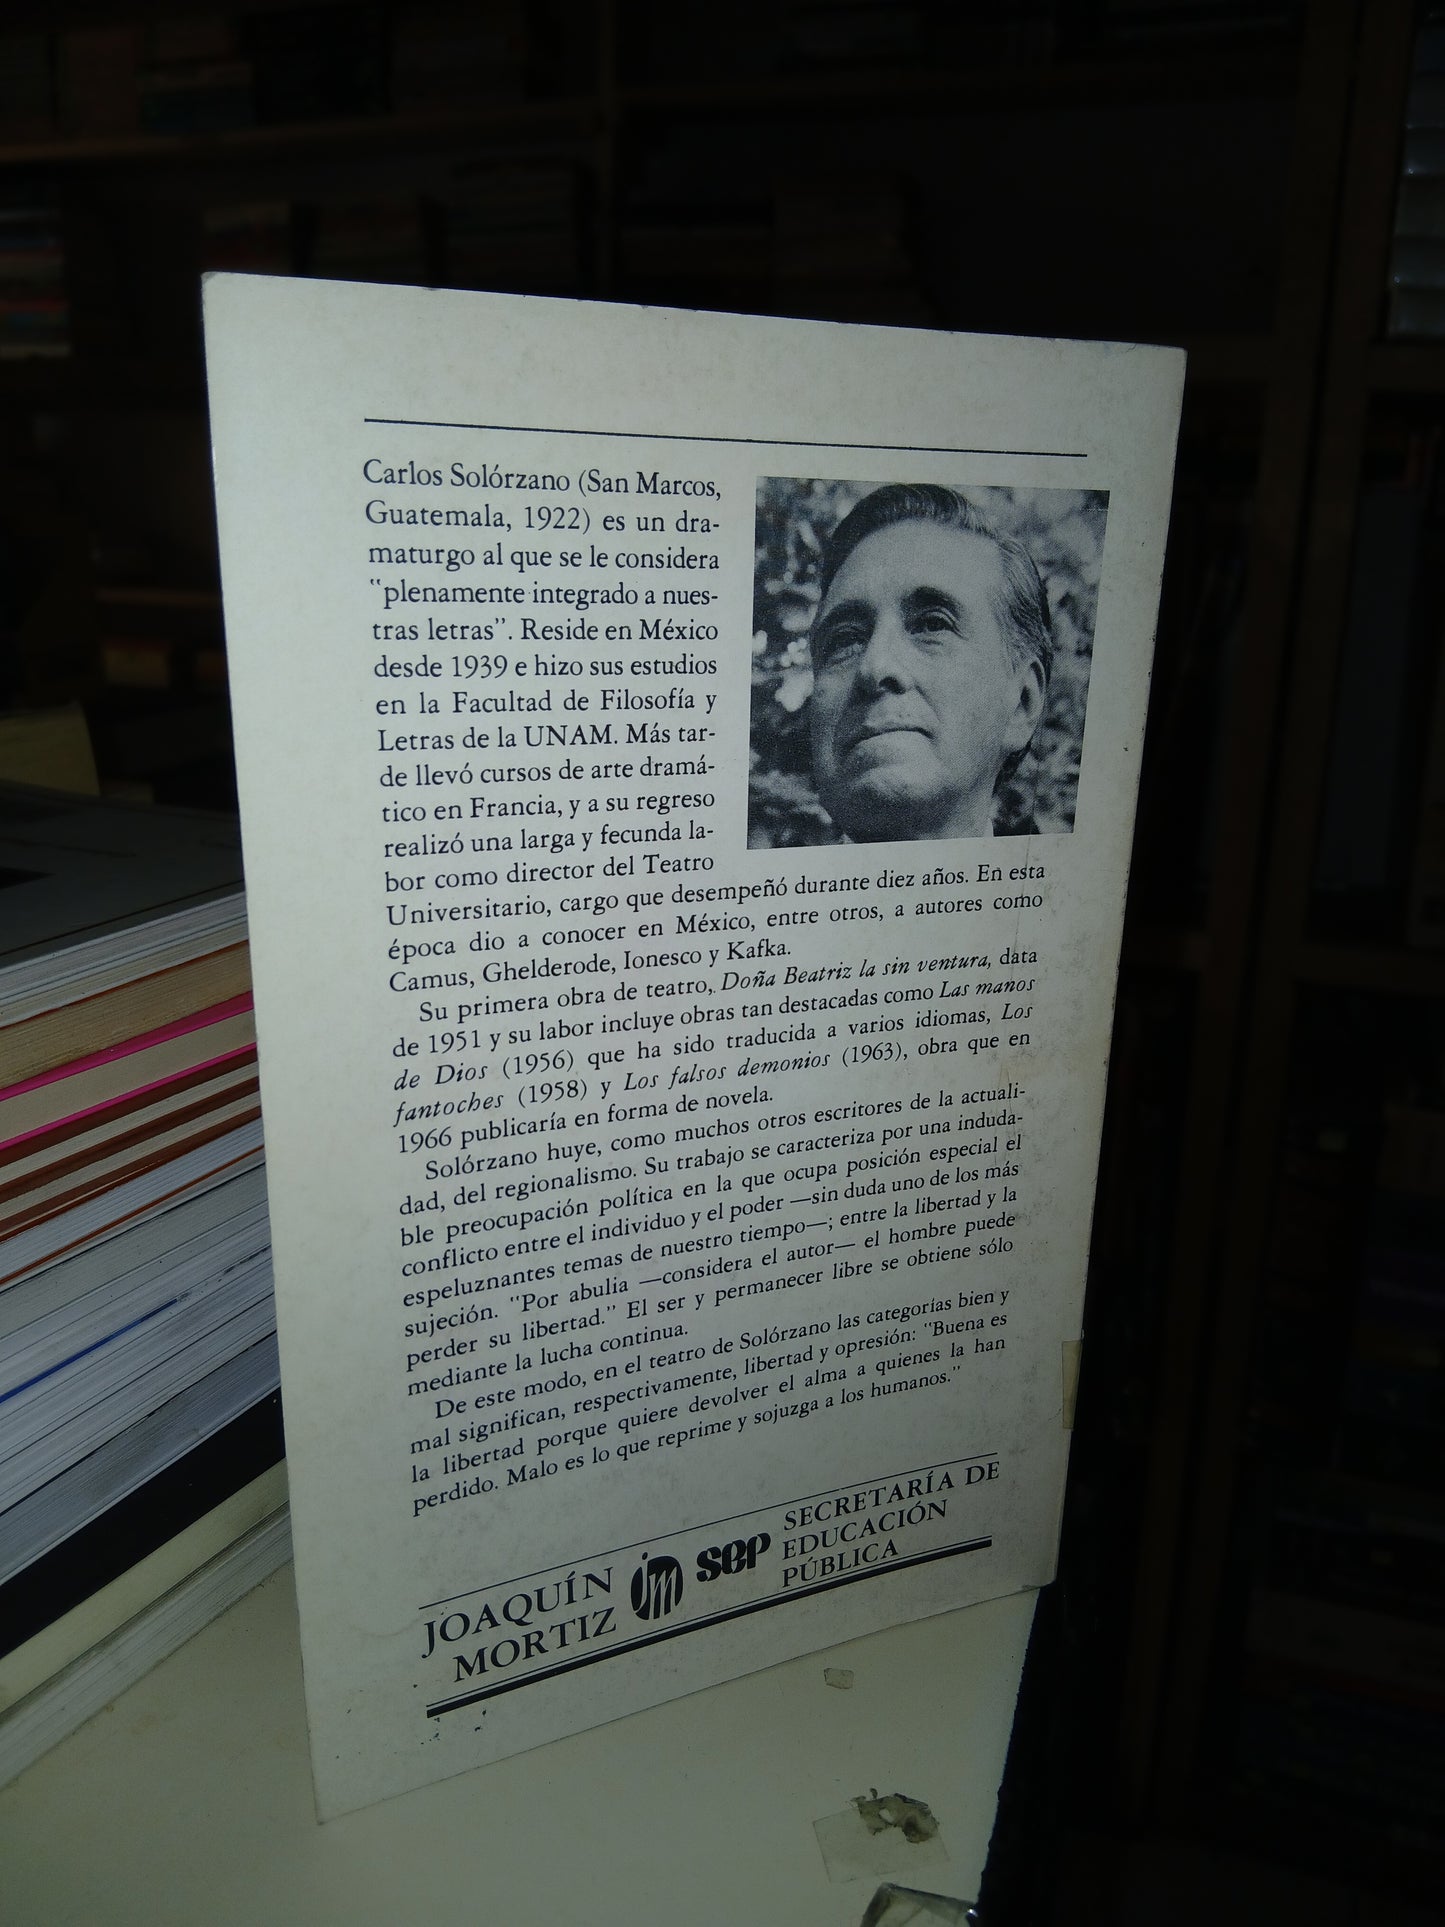 Carlos Solórzano (San Marcos,
Guatemala, 1922) es un dra-
maturgo al que se le considera
"plenamente integrado a nues-
tras letras". Reside en México
desde 1939 e hizo sus estudios
en la Facultad de Filosofía y
Letras de la UNAM. Más tar-
de llevó cursos de arte dramá-
tico en Francia, y a su regreso
realizó una larga y fecunda la-
bor como director del Teatro
Universitario, cargo que desempeñó durante diez años. En esta
época dio a conocer en México, entre otros, a autores como
Camus, Ghelderode, Ionesco y Kafka.
Su primera obra de teatro, Doña Beatriz la sin ventura, data
de 1951 y su labor incluye obras tan destacadas como Las manos
de Dios (1956) que ha sido traducida a varios idiomas, Los
fantoches (1958) y Los falsos demonios (1963), obra que en
1966 publicaría en forma de novela.
Solórzano huye, como muchos otros escritores de la actuali-
dad, del regionalismo. Su trabajo se caracteriza por una induda-
ble preocupación política en la que ocupa posición especial el
conflicto entre el individuo y el poder —sin duda uno de los más
espeluznantes temas de nuestro tiempo—; entre la libertad y la
sujeción. "Por abulia —considera el autor— el hombre puede
perder su libertad." El ser y permanecer libre se obtiene sólo
mediante la lucha continua.
De este modo, en el teatro de Solórzano las categorías bien y
mal significan, respectivamente, libertad y opresión: "Buena es
la libertad porque quiere devolver el alma a quienes la han
perdido. Malo es lo que reprime y sojuzga a los humanos."
JOAQUÍN
MORTIZ
jm
sep
SECRETARÍA DE
EDUCACIÓN
PÚBLICA